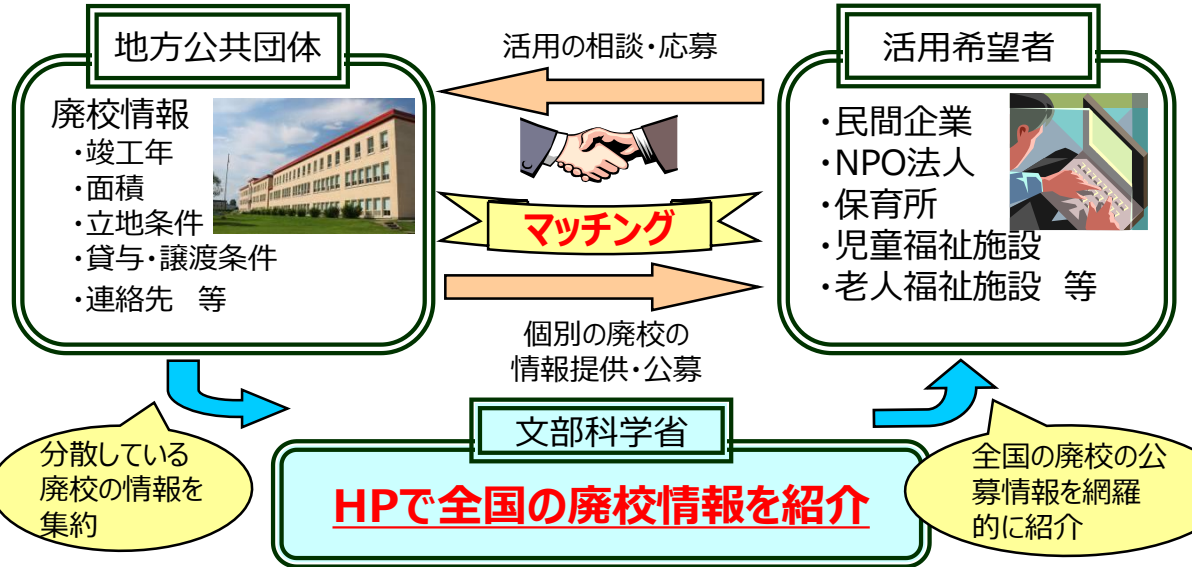 地方公共団体
廃校情報
・竣工年
・面積
・立地条件
・貸与・譲渡条件
・連絡先 等
活用の相談・応募
マッチング
個別の廃校の
情報提供・公募
活用希望者
・民間企業
・NPO法人
・保育所
・児童福祉施設
・老人福祉施設 等
分散している
廃校の情報を
集約
文部科学省
HPで全国の廃校情報を紹介
全国の廃校の公
募情報を網羅
的に紹介